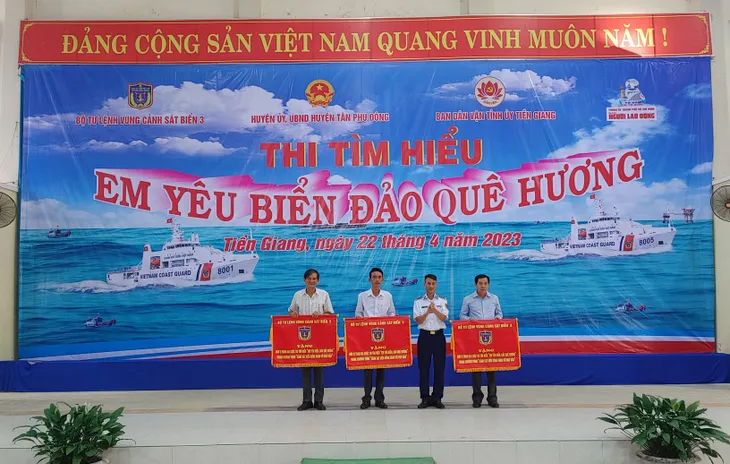 ĐẢNG CỘNG SẢN VIỆT NAM QUANG VINH MUÔN NĂM !
BỘ TƯ LỆNH VÙNG CẢNH SÁT BIỂN 3
HUYỆN ỦY, UBND HUYỆN TÂN PHÚ ĐÔNG
BAN DÂN VẬN TỈNH ỦY TIỀN GIANG
NGƯỜI LAO ĐỘNG
THI TÌM HIỂU
EM YÊU BIỂN ĐẢO QUÊ HƯƠNG
Tiền Giang, ngày 22 tháng 4 năm 2023
VIETNAM COAST GUARD
8001
VIETNAM COAST GUARD
8005
BỘ TƯ LỆNH VÙNG CẢNH SÁT BIỂN 3
TẶNG
BỘ TƯ LỆNH VÙNG CẢNH SÁT BIỂN 3
TẶNG
BỘ TƯ LỆNH VÙNG CẢNH SÁT BIỂN 3
TẶNG